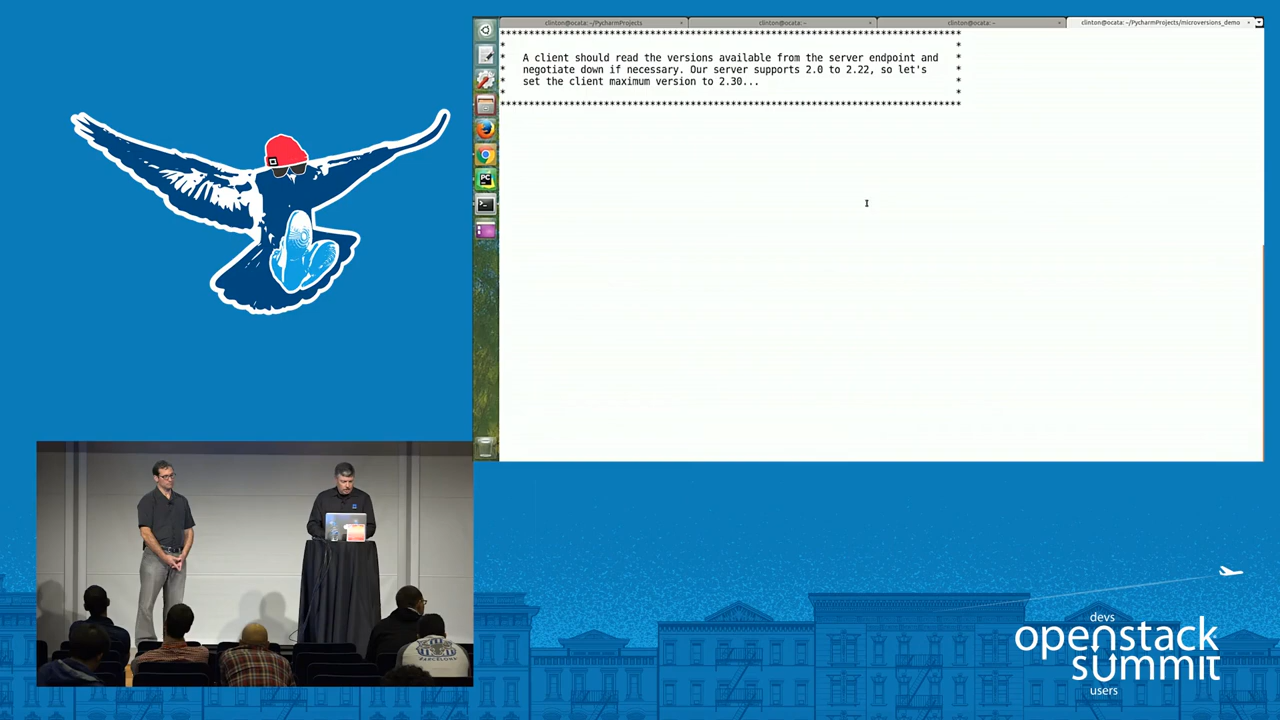 clinton@ocata: ~/PycharmProjects
clinton@ocata: ~
clinton@ocata: ~
clinton@ocata: ~/PycharmProjects/microversions_demo
A client should read the versions available from the server endpoint and
negotiate down if necessary. Our server supports 2.0 to 2.22, so let's
set the client maximum version to 2.30...
PC
BARCELONA
devs
openstack
summit
users